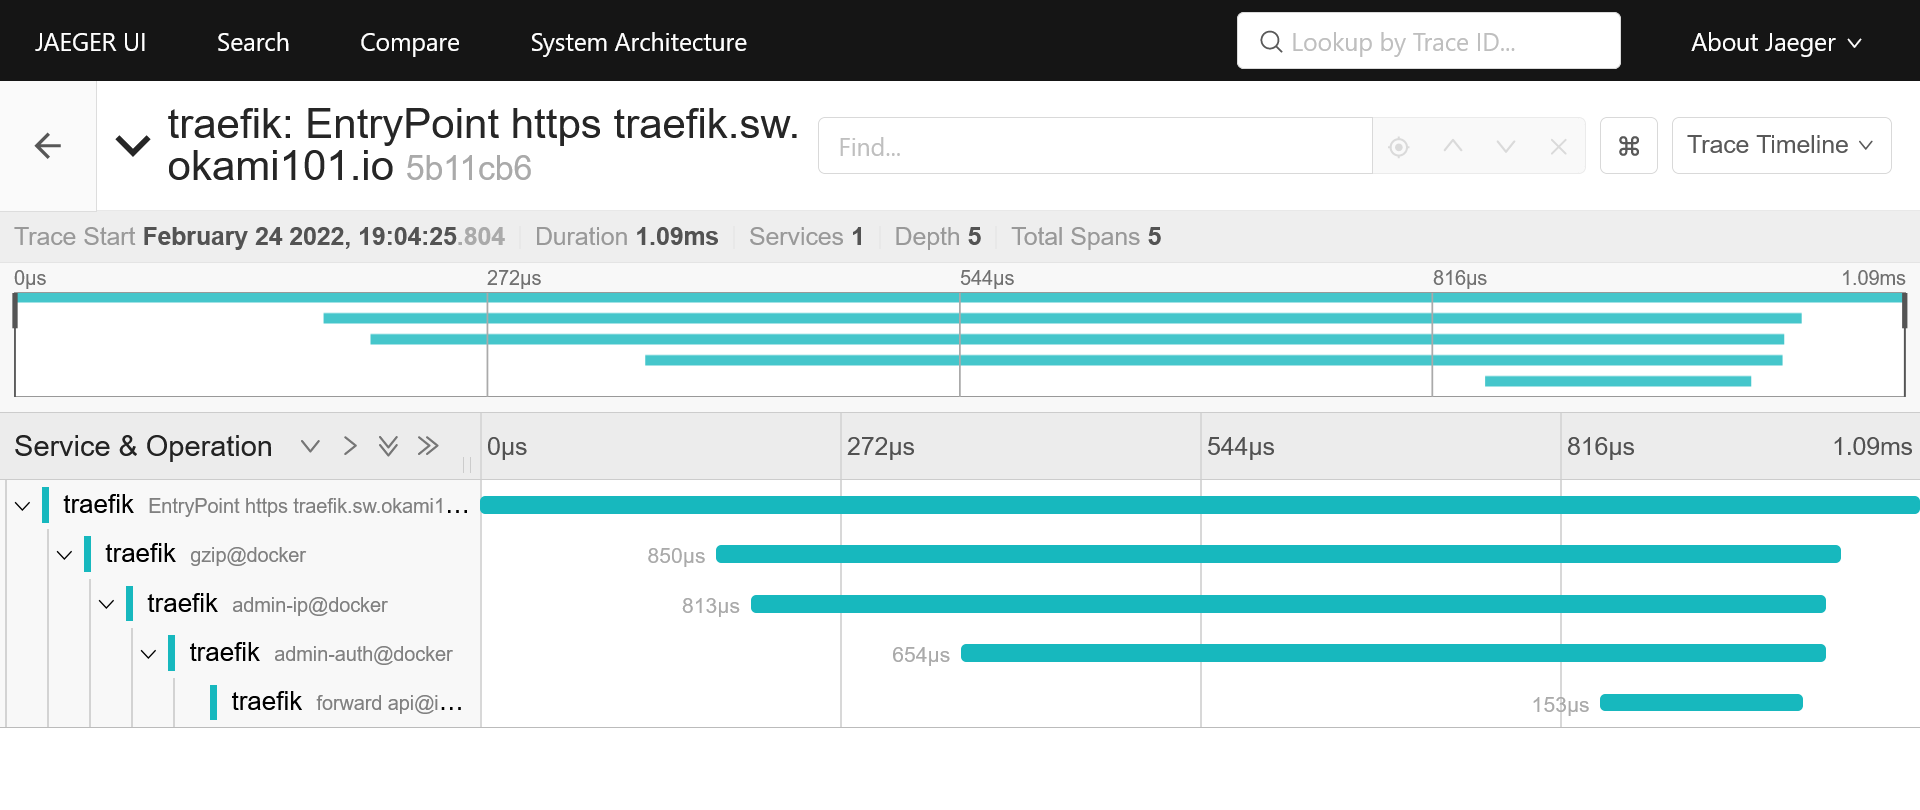 JAEGER UI Search Compare System Architecture Lookup by Trace ID... About Jaeger
traefik: EntryPoint https traefik.sw.
okami101.io 5b11cb6
Find... ⌘ Trace Timeline
Trace Start February 24 2022, 19:04:25.804 Duration 1.09ms Services 1 Depth 5 Total Spans 5
0μs 272μs 544μs 816μs 1.09ms
Service & Operation 0μs 272μs 544μs 816μs 1.09ms
traefik EntryPoint https traefik.sw.okami1...
traefik gzip@docker 850μs
traefik admin-ip@docker 813μs
traefik admin-auth@docker 654μs
traefik forward api@i... 153μs